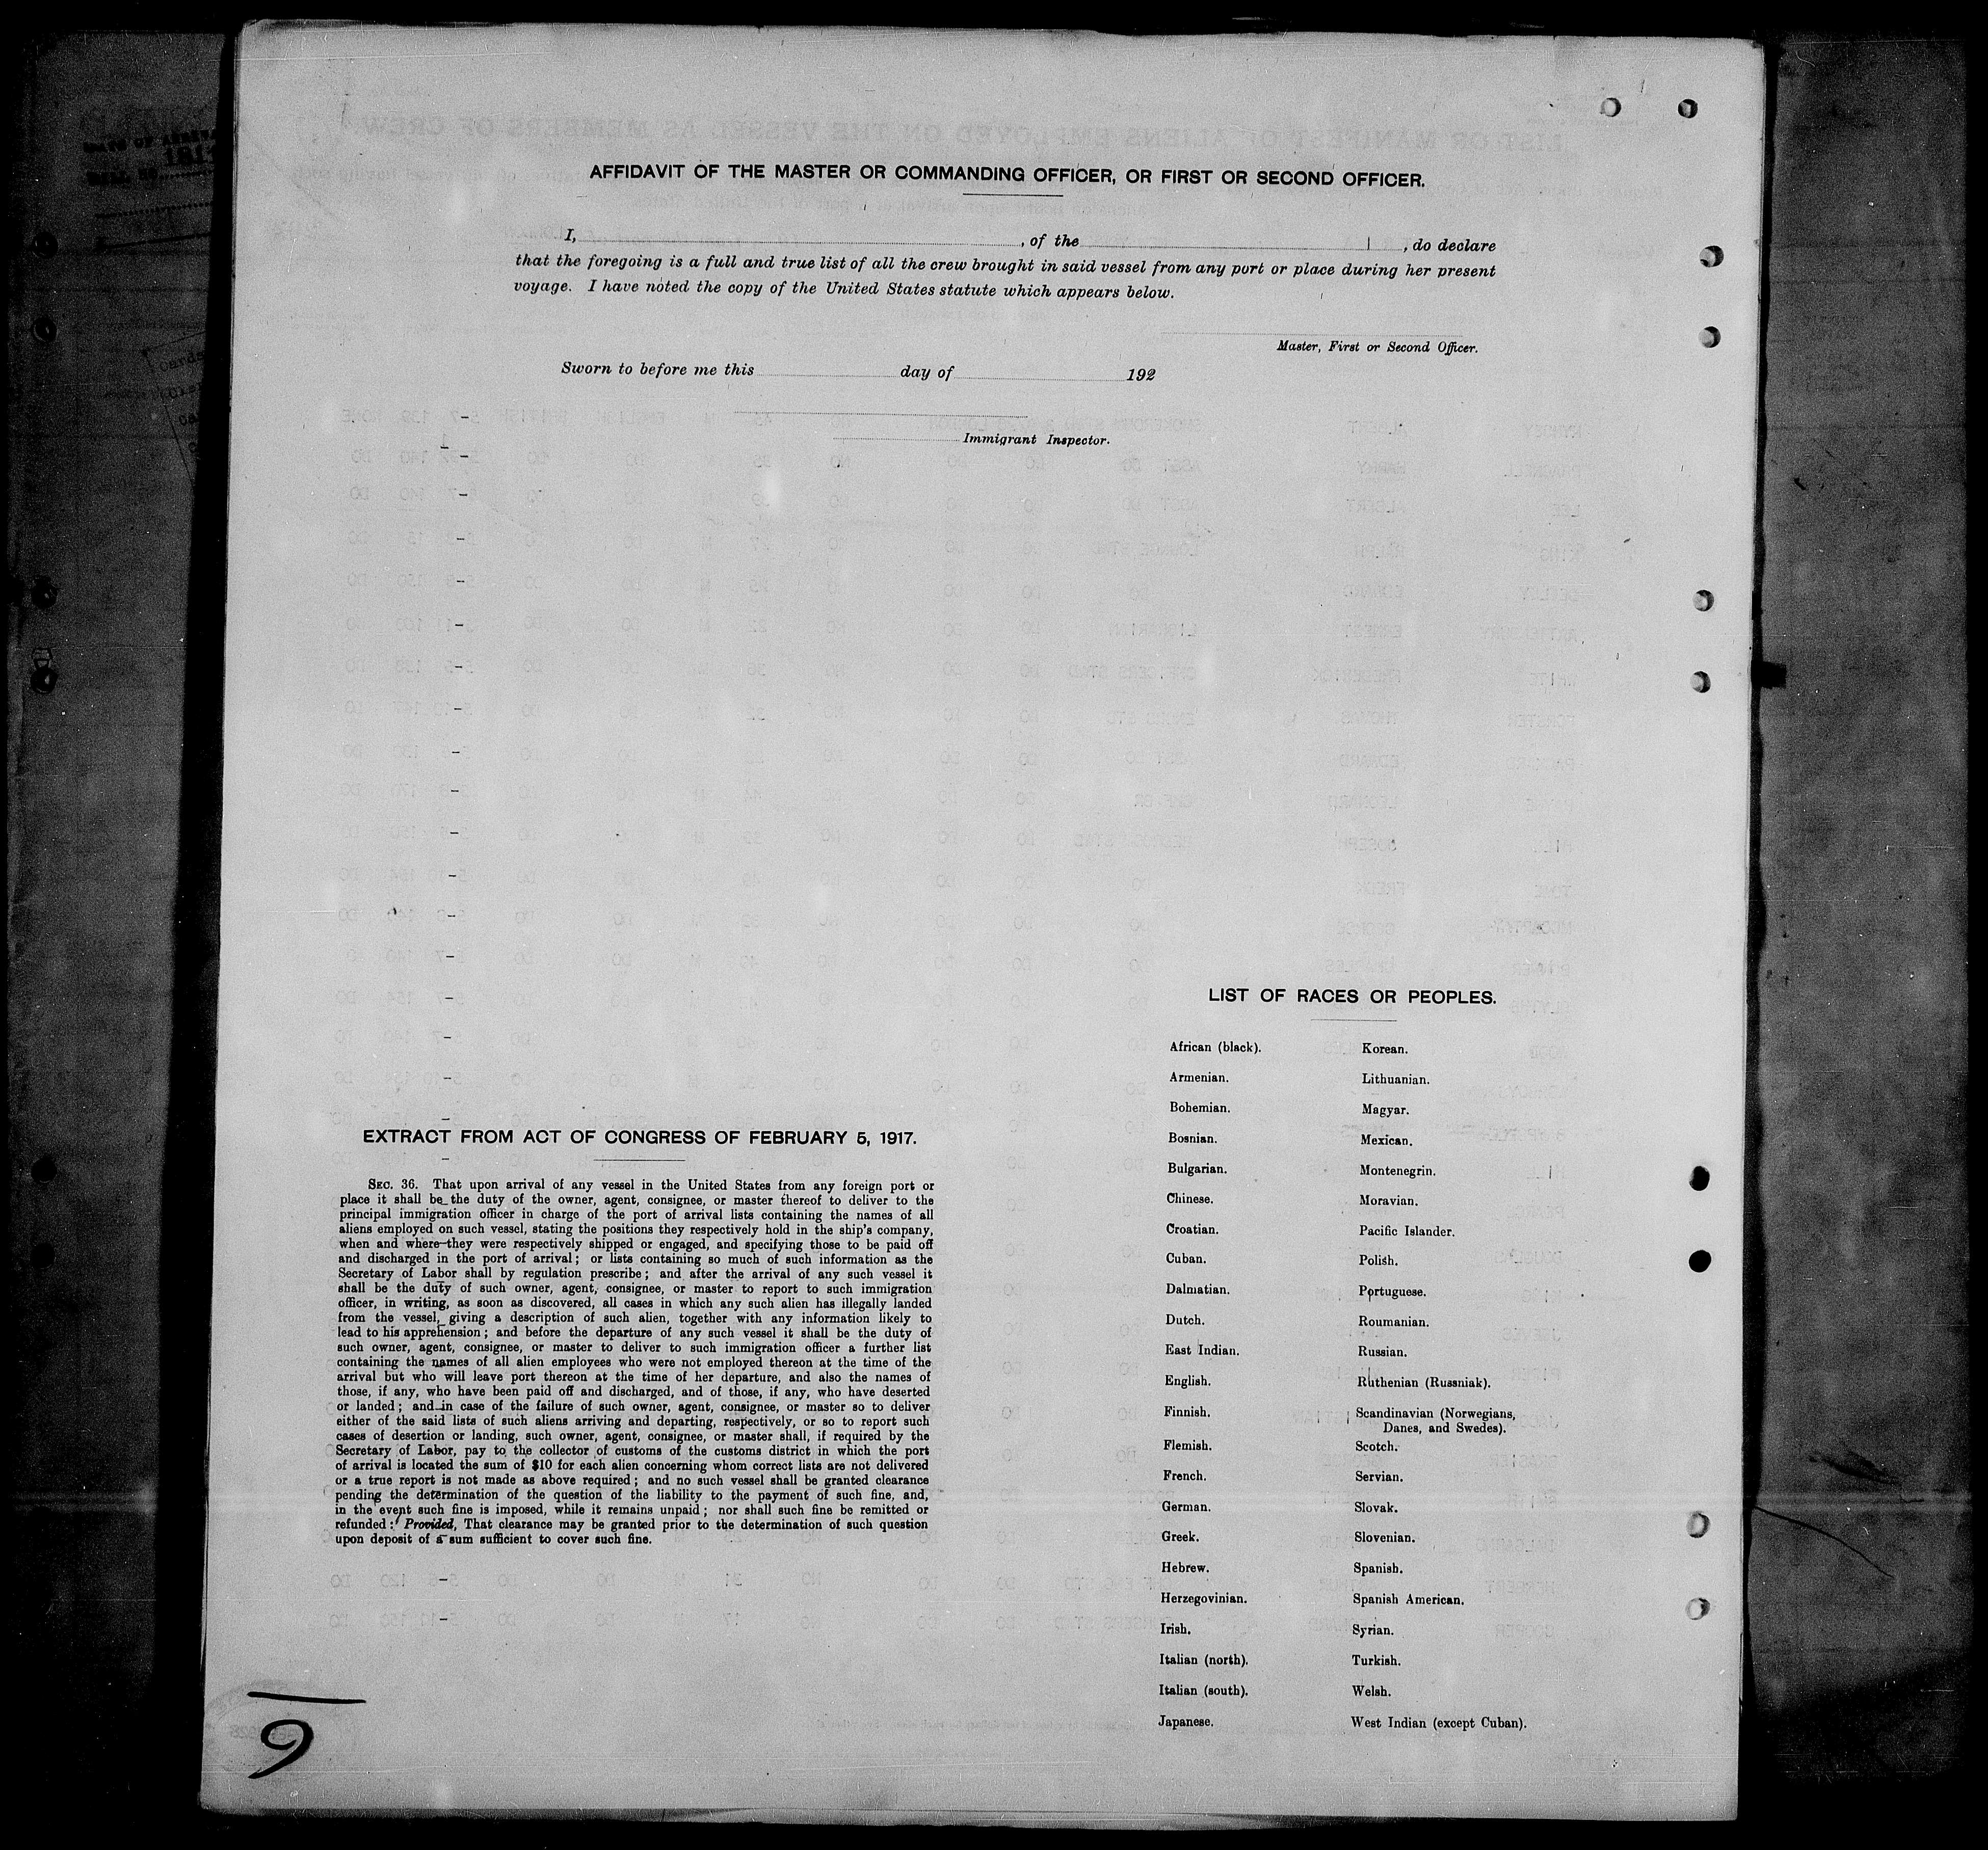 AFFIDAVIT OF THE MASTER OR COMMANDING OFFICER, OR FIRST OR SECOND OFFICER.
I, , of the , do declare
that the foregoing is a full and true list of all the crew brought in said vessel from any port or place during her present
voyage. I have noted the copy of the United States statute which appears below.
Master, First or Second Officer.
Sworn to before me this day of 192
Immigrant Inspector.
EXTRACT FROM ACT OF CONGRESS OF FEBRUARY 5, 1917.
SEC. 36. That upon arrival of any vessel in the United States from any foreign port or
place it shall be the duty of the owner, agent, consignee, or master thereof to deliver to the
principal immigration officer in charge of the port of arrival lists containing the names of all
aliens employed on such vessel, stating the positions they respectively hold in the ship's company,
when and where they were respectively shipped or engaged, and specifying those to be paid off
and discharged in the port of arrival; or lists containing so much of such information as the
Secretary of Labor shall by regulation prescribe; and after the arrival of any such vessel it
shall be the duty of such owner, agent, consignee, or master to report to such immigration
officer, in writing, as soon as discovered, all cases in which any such alien has illegally landed
from the vessel, giving a description of such alien, together with any information likely to
lead to his apprehension; and before the departure of any such vessel it shall be the duty of
such owner, agent, consignee, or master to deliver to such immigration officer a further list
containing the names of all alien employees who were not employed thereon at the time of the
arrival but who will leave port thereon at the time of her departure, and also the names of
those, if any, who have been paid off and discharged, and of those, if any, who have deserted
or landed; and in case of the failure of such owner, agent, consignee, or master so to deliver
either of the said lists of such aliens arriving and departing, respectively, or so to report such
cases of desertion or landing, such owner, agent, consignee, or master shall, if required by the
Secretary of Labor, pay to the collector of customs of the customs district in which the port
of arrival is located the sum of $10 for each alien concerning whom correct lists are not delivered
or a true report is not made as above required; and no such vessel shall be granted clearance
pending the determination of the question of the liability to the payment of such fine, and,
in the event such fine is imposed, while it remains unpaid; nor shall such fine be remitted or
refunded: Provided, That clearance may be granted prior to the determination of such question
upon deposit of a sum sufficient to cover such fine.
LIST OF RACES OR PEOPLES.
African (black).
Armenian.
Bohemian.
Bosnian.
Bulgarian.
Chinese.
Croatian.
Cuban.
Dalmatian.
Dutch.
East Indian.
English.
Finnish.
Flemish.
French.
German.
Greek.
Hebrew.
Herzegovinian.
Irish.
Italian (north).
Italian (south).
Japanese.
Korean.
Lithuanian.
Magyar.
Mexican.
Montenegrin.
Moravian.
Pacific Islander.
Polish.
Portuguese.
Roumanian.
Russian.
Ruthenian (Russniak).
Scandinavian (Norwegians,
Danes, and Swedes).
Scotch.
Servian.
Slovak.
Slovenian.
Spanish.
Spanish American.
Syrian.
Turkish.
Welsh.
West Indian (except Cuban).
9